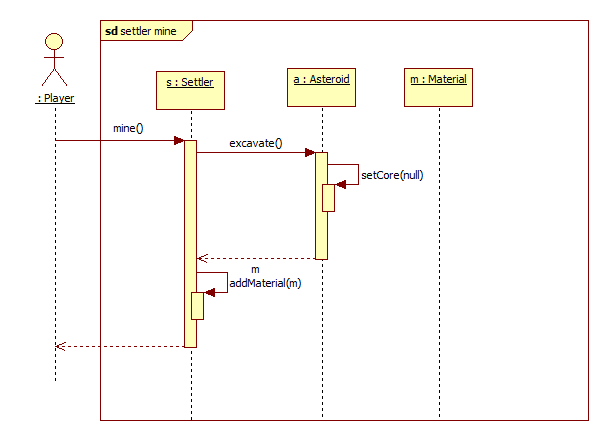 sd settler mine
: Player
s : Settler
a : Asteroid
m : Material
mine()
excavate()
setCore(null)
m
addMaterial(m)